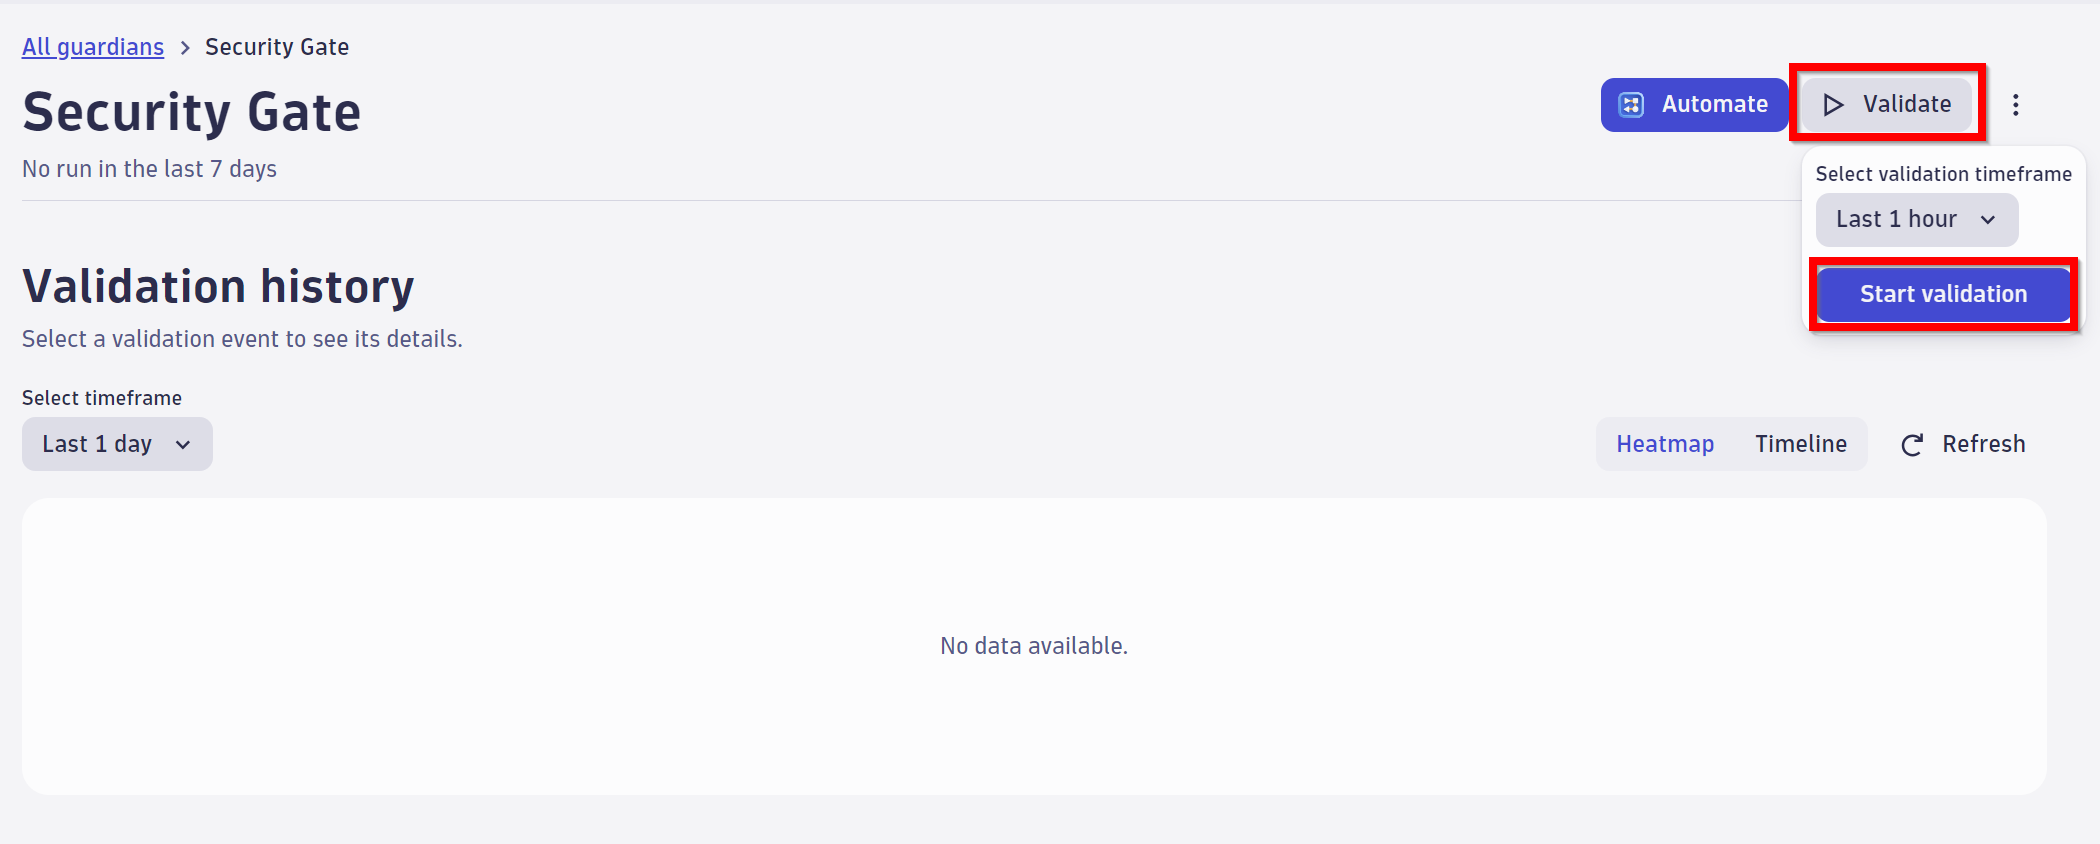 All guardians > Security Gate
Security Gate
No run in the last 7 days
Automate
Validate
Select validation timeframe
Last 1 hour
Start validation
Validation history
Select a validation event to see its details.
Select timeframe
Last 1 day
Heatmap
Timeline
Refresh
No data available.